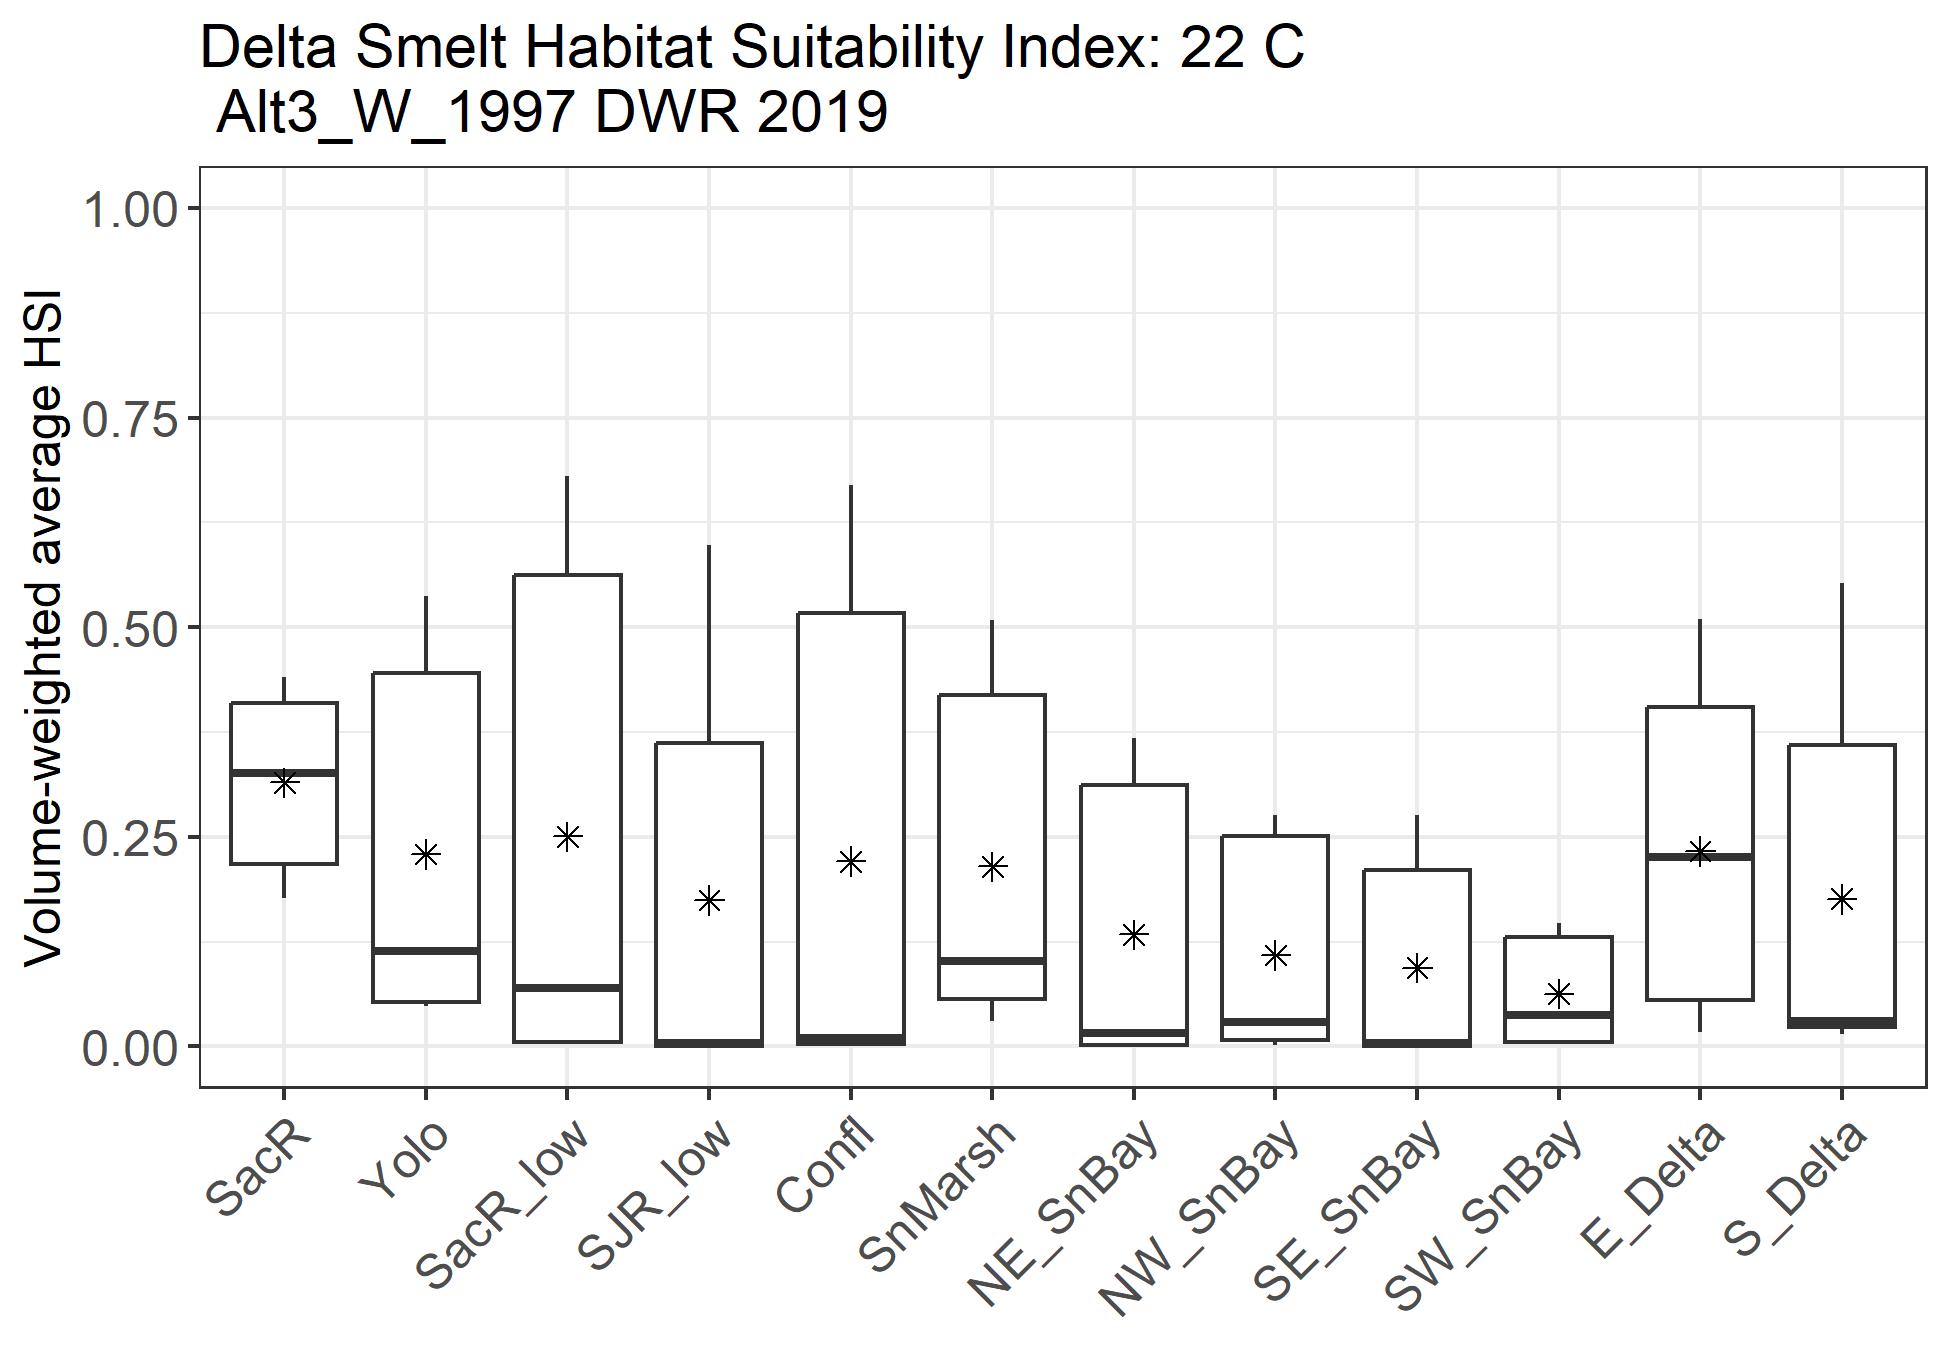 Delta Smelt Habitat Suitability Index: 22 C
Alt3_W_1997 DWR 2019
Volume-weighted average HSI
1.00
0.75
0.50
0.25
0.00
SacR
Yolo
SacR_low
SJR_low
Confl
SnMarsh
NE_SnBay
NW_SnBay
SE_SnBay
SW_SnBay
E_Delta
S_Delta